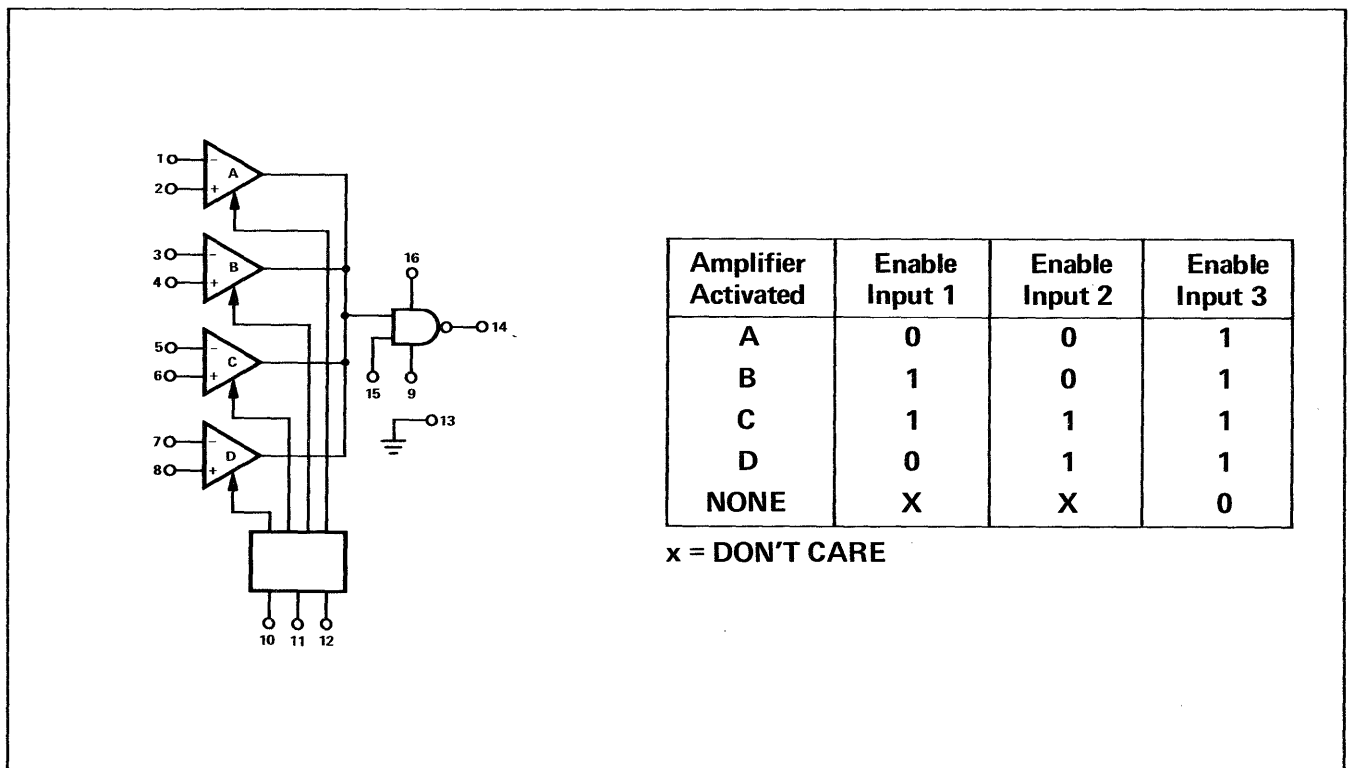 1
-
A
2
+
3
-
B
4
+
16
14
5
-
C
6
+
15
9
13
7
-
D
8
+
10 11 12
Amplifier Activated Enable Input 1 Enable Input 2 Enable Input 3
A 0 0 1
B 1 0 1
C 1 1 1
D 0 1 1
NONE X X 0
x = DON'T CARE